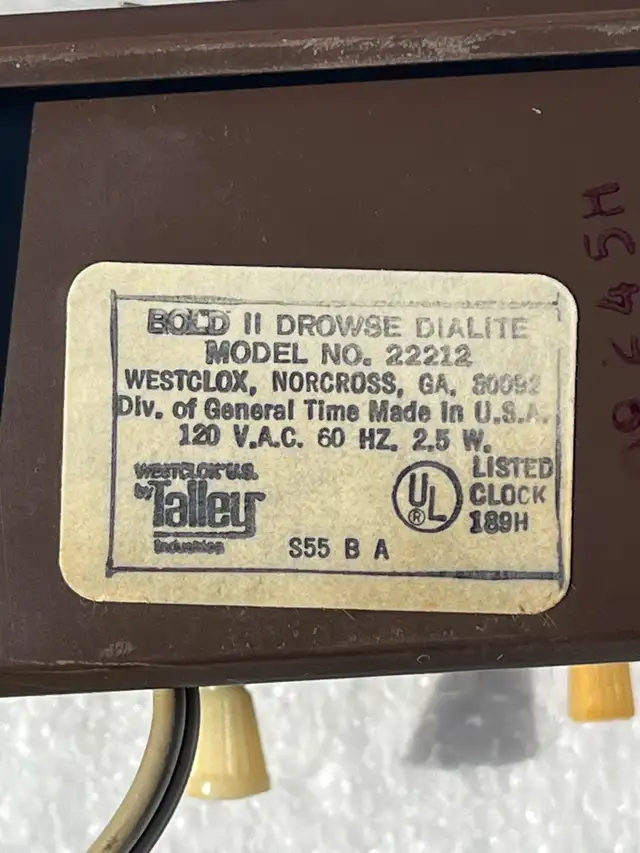 BOLD II DROWSE DIALITE
MODEL NO. 22212
WESTCLOX, NORCROSS, GA. 30092
Div. of General Time Made in U.S.A.
120 V.A.C. 60 HZ. 2.5 W.
WESTCLOX U.S.
by Talley
Industries
UL
®
LISTED
CLOCK
189H
S55 B A